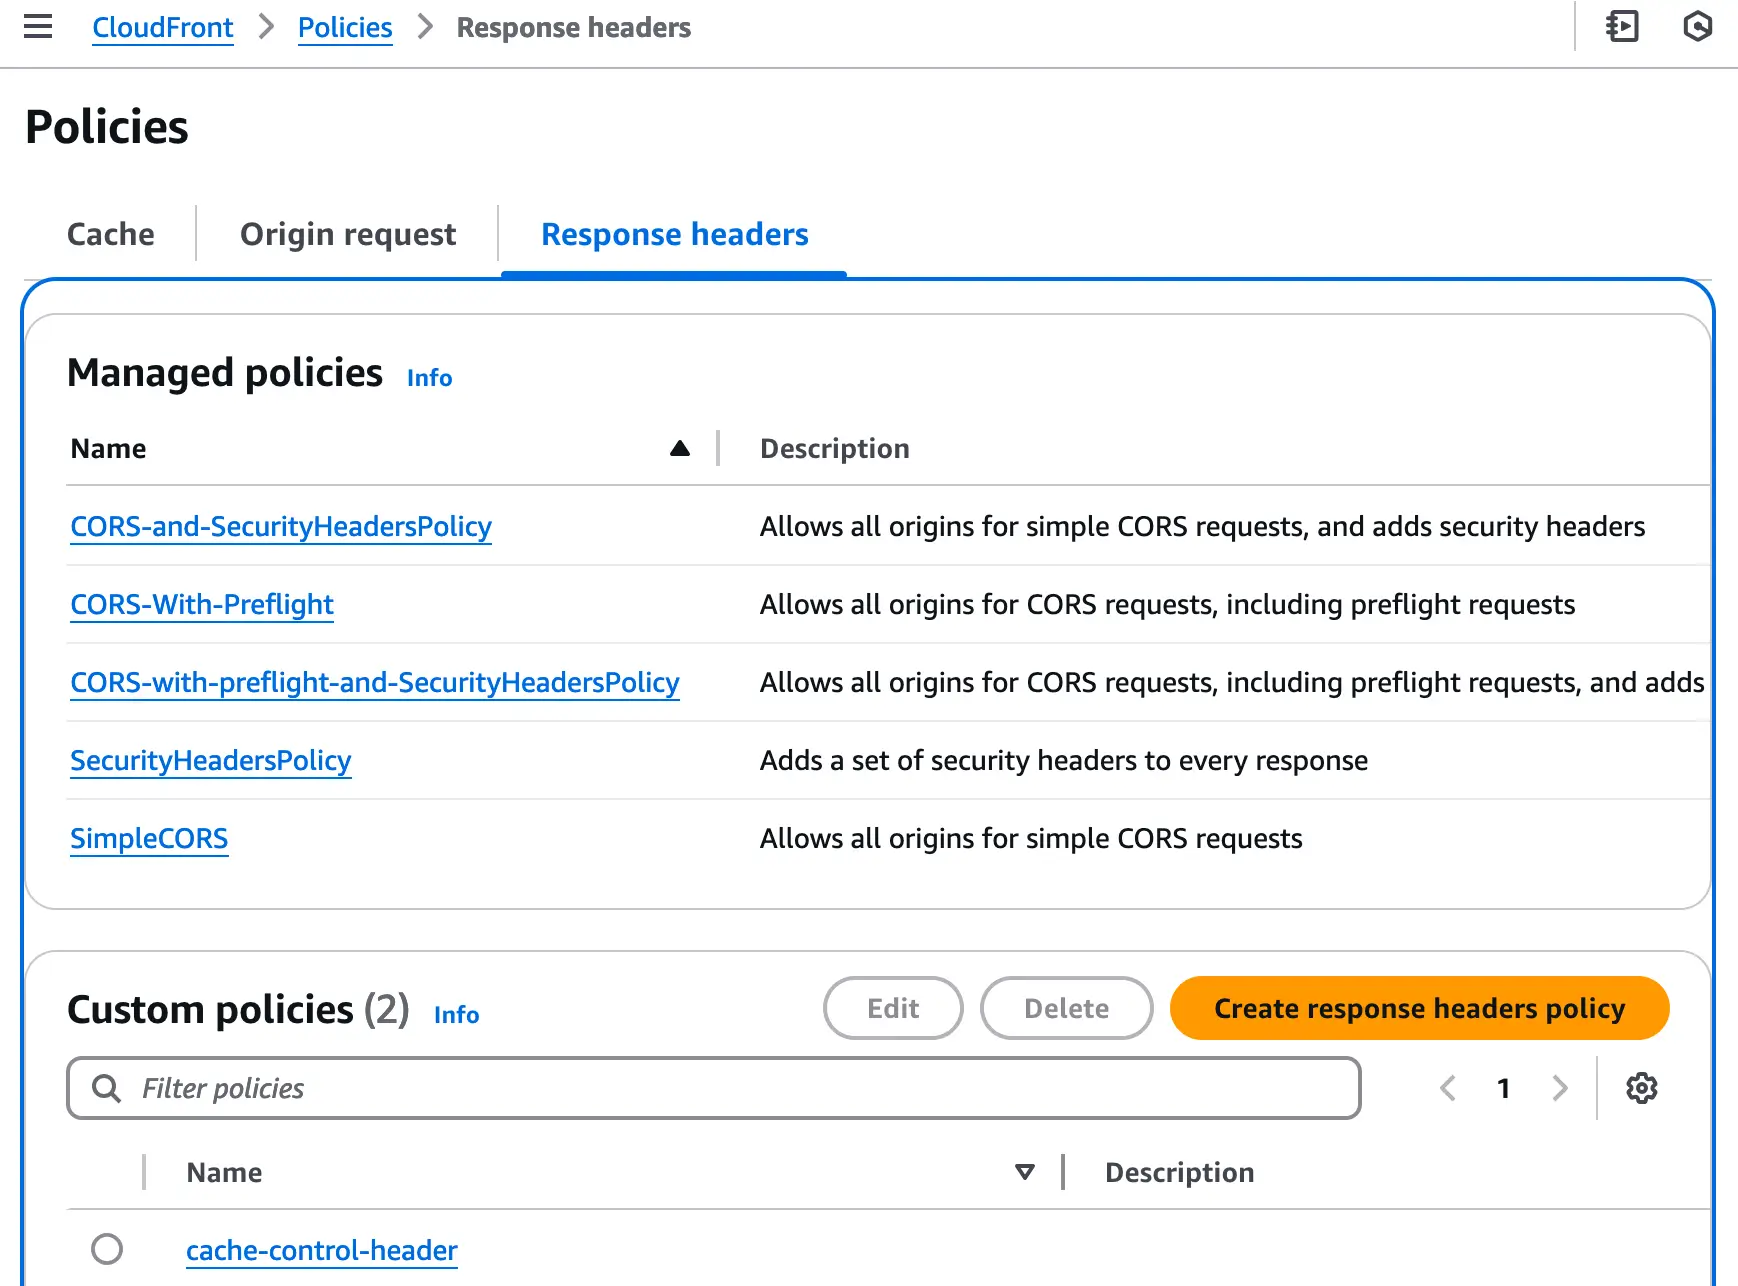 CloudFront > Policies > Response headers
Policies
Cache Origin request Response headers
Managed policies Info
Name Description
CORS-and-SecurityHeadersPolicy Allows all origins for simple CORS requests, and adds security headers
CORS-With-Preflight Allows all origins for CORS requests, including preflight requests
CORS-with-preflight-and-SecurityHeadersPolicy Allows all origins for CORS requests, including preflight requests, and adds
SecurityHeadersPolicy Adds a set of security headers to every response
SimpleCORS Allows all origins for simple CORS requests
Custom policies (2) Info Edit Delete Create response headers policy
Filter policies 1
Name Description
cache-control-header